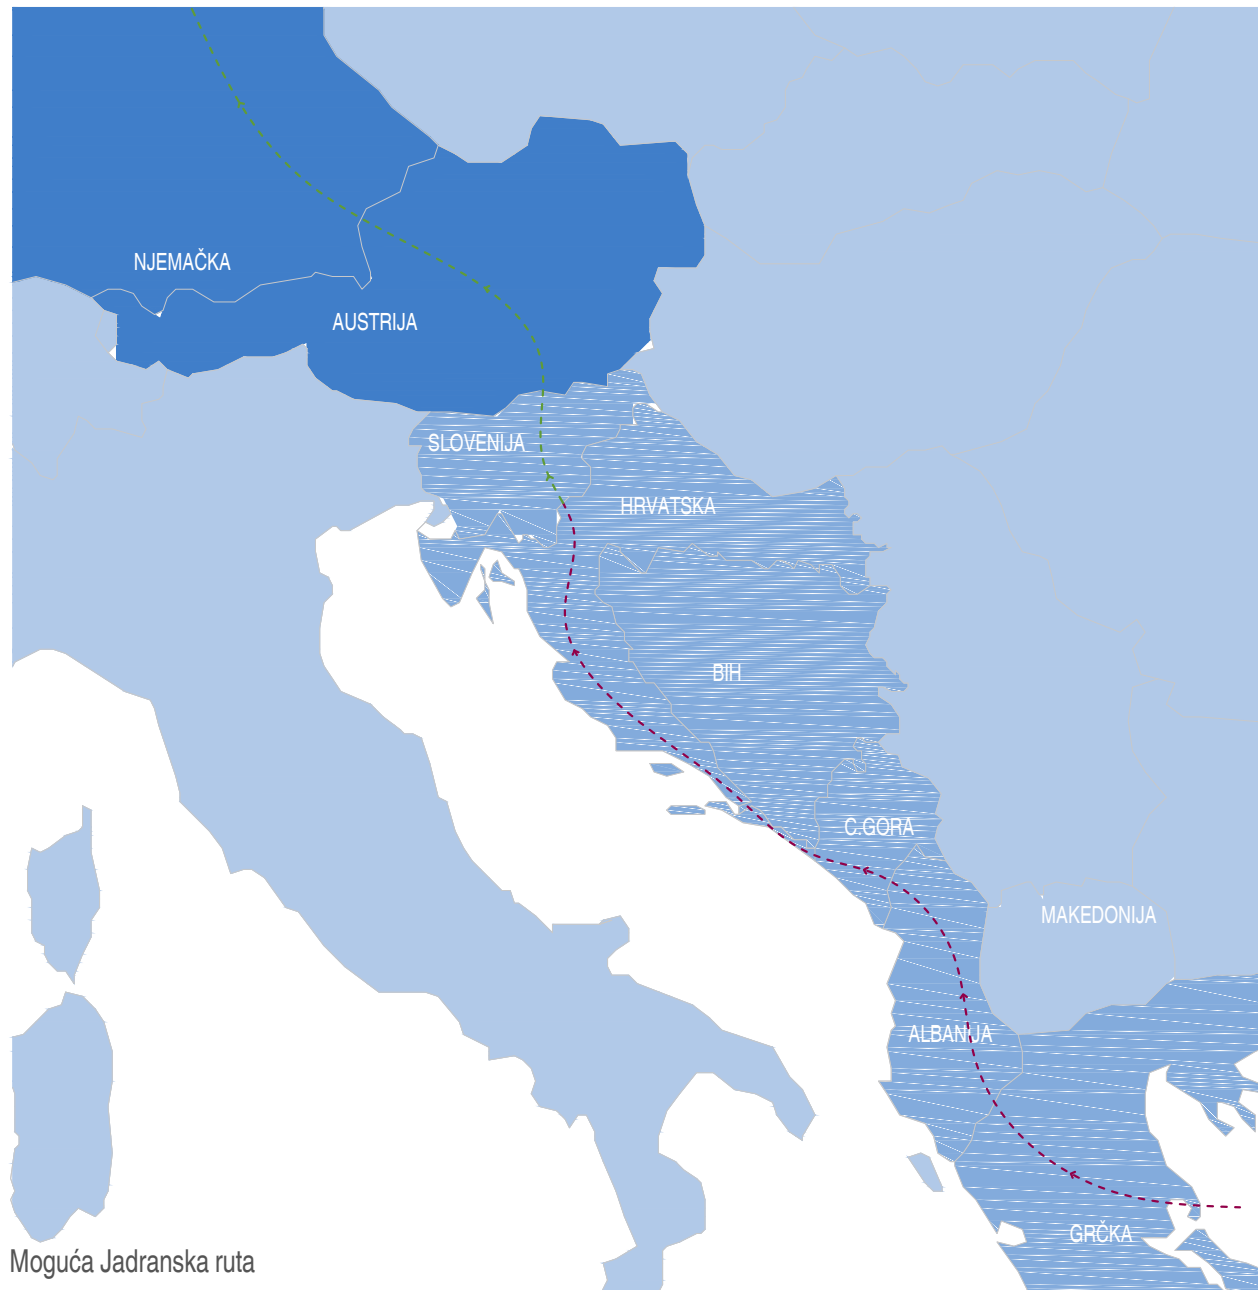 NJEMAČKA
AUSTRIJA
SLOVENIJA
HRVATSKA
BIH
C.GORA
MAKEDONIJA
ALBANIJA
GRČKA
Moguća Jadranska ruta